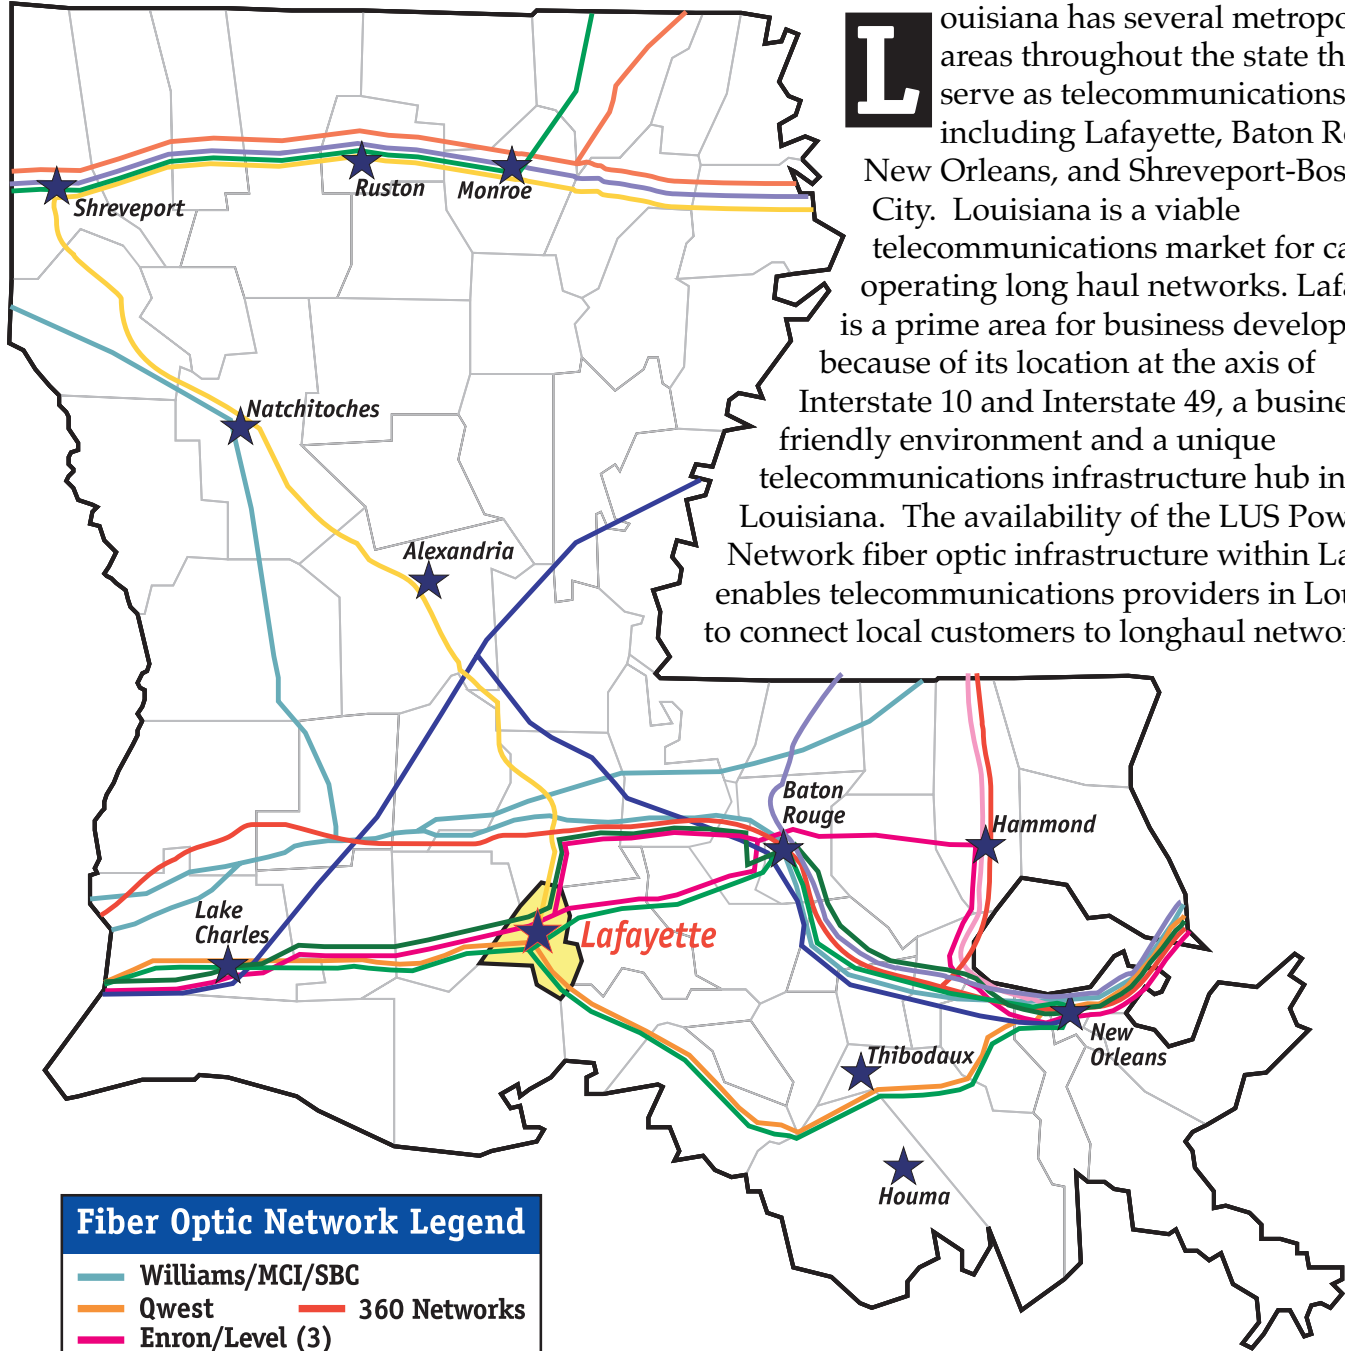 Louisiana has several metropo
areas throughout the state th
serve as telecommunications
including Lafayette, Baton Ro
New Orleans, and Shreveport-Bos
City. Louisiana is a viable
telecommunications market for ca
operating long haul networks. Lafa
is a prime area for business develop
because of its location at the axis of
Interstate 10 and Interstate 49, a busine
friendly environment and a unique
telecommunications infrastructure hub in
Louisiana. The availability of the LUS Pow
Network fiber optic infrastructure within La
enables telecommunications providers in Lou
to connect local customers to longhaul networ
Shreveport
Ruston
Monroe
Natchitoches
Alexandria
Baton
Rouge
Hammond
Lake
Charles
Lafayette
New
Orleans
Thibodaux
Houma
Fiber Optic Network Legend
Williams/MCI/SBC
Qwest
360 Networks
Enron/Level (3)